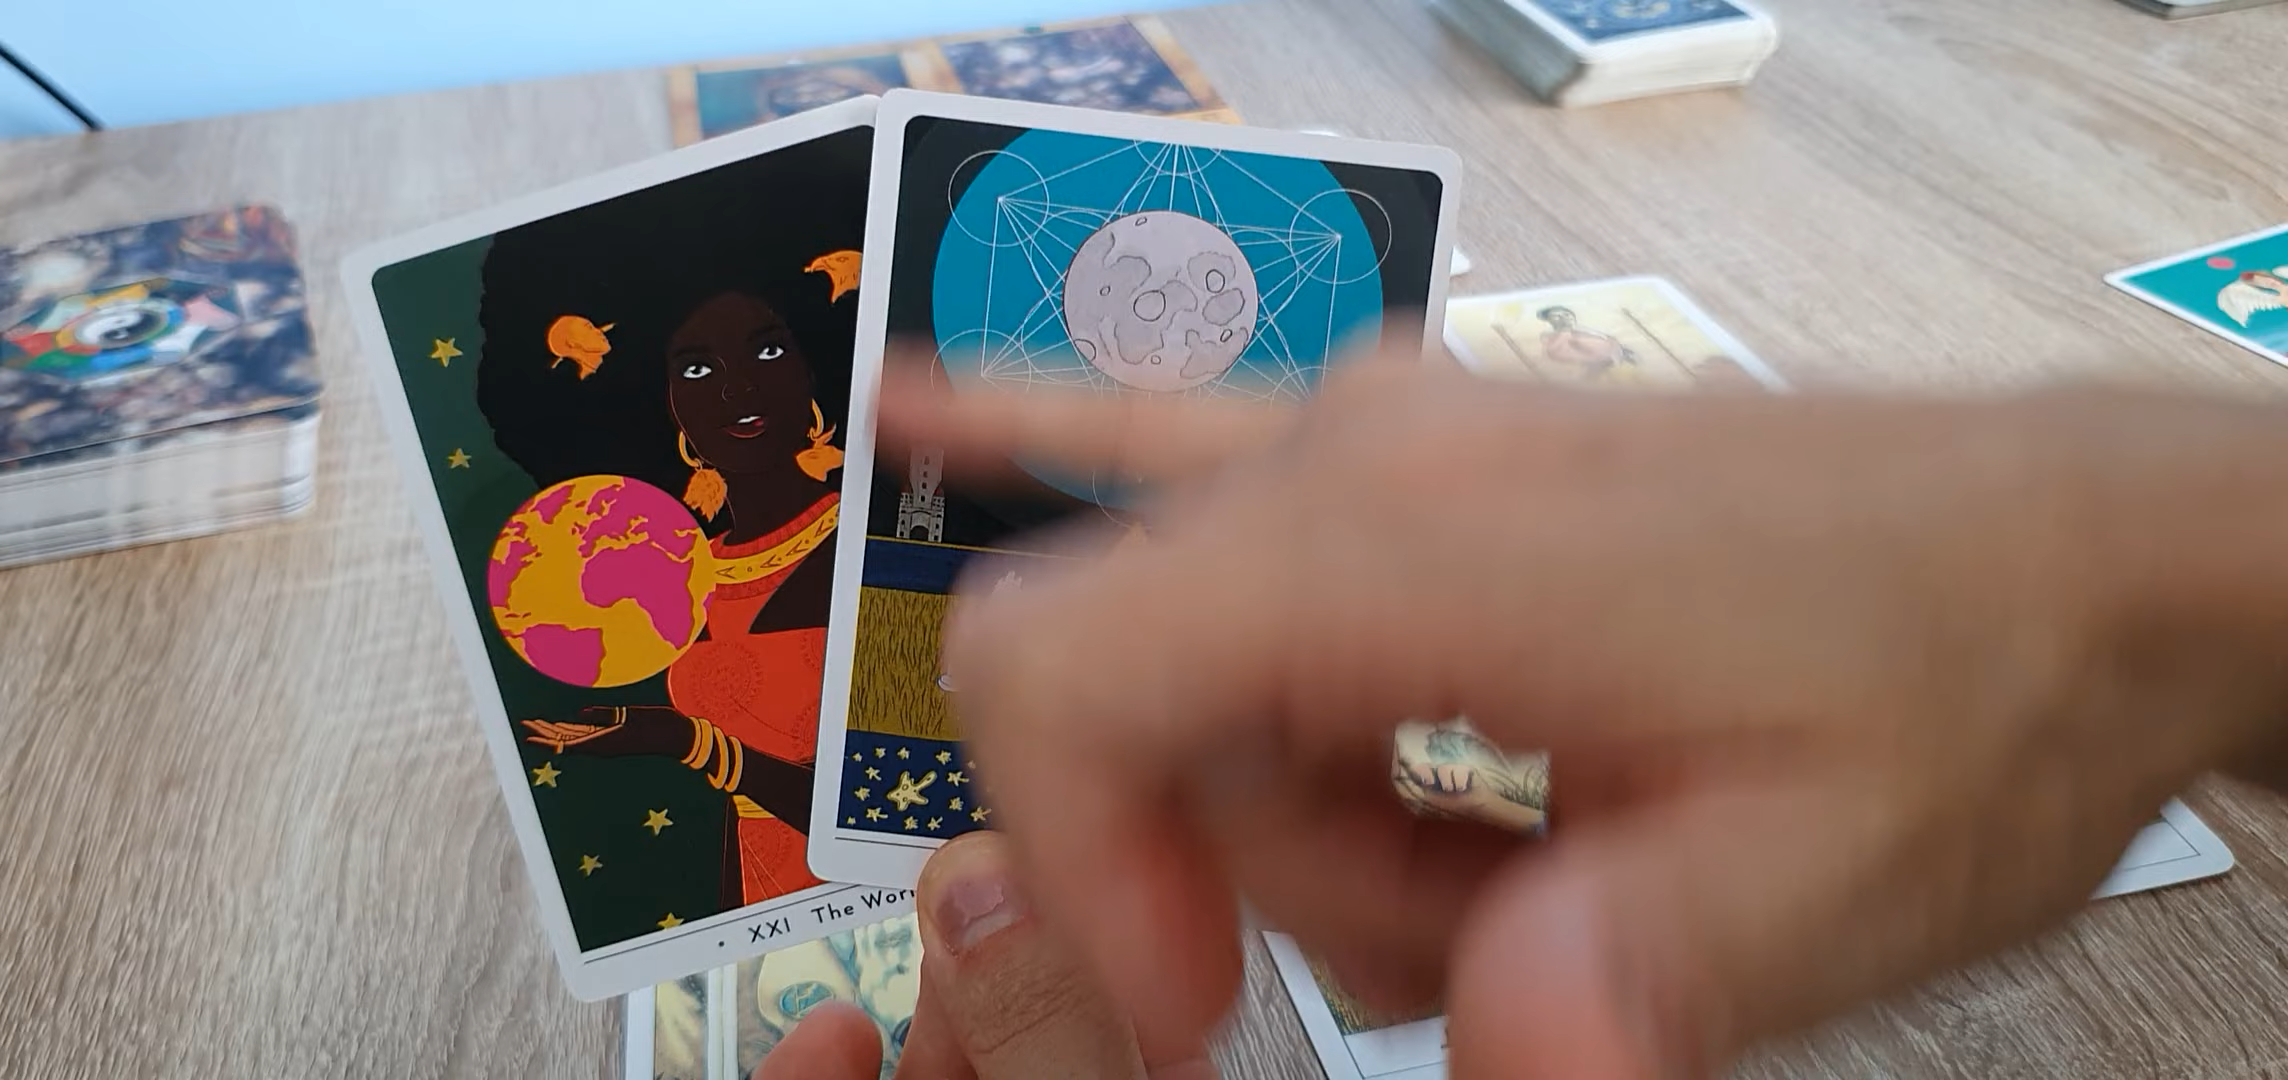 • XXI The Wor